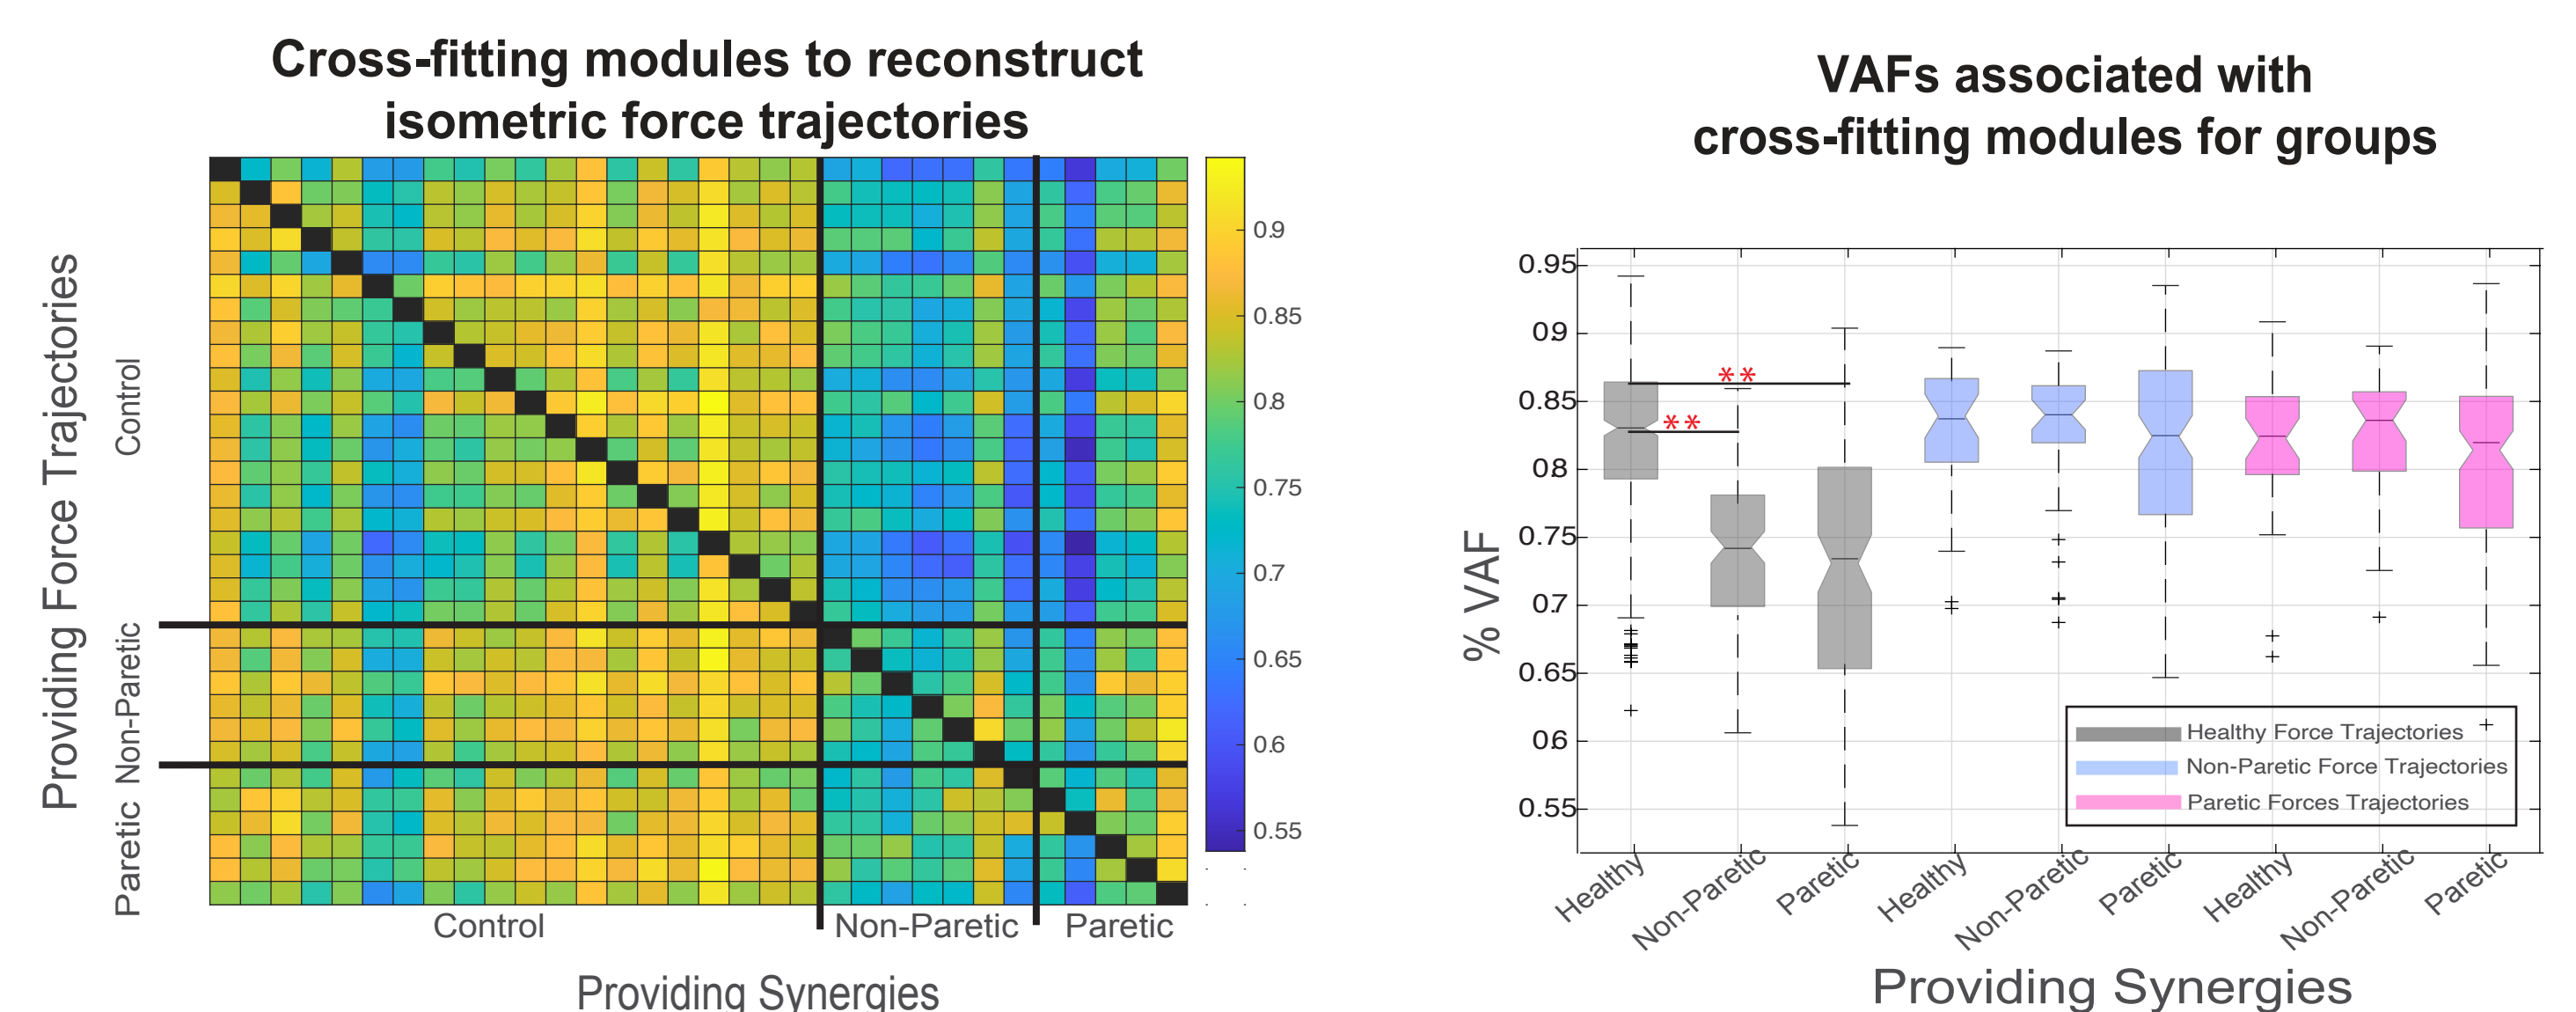 Cross-fitting modules to reconstruct
isometric force trajectories
Providing Force Trajectories
Control
Non-Paretic
Paretic
0.9
0.85
0.8
0.75
0.7
0.65
0.6
0.55
Control
Non-Paretic
Paretic
Providing Synergies
VAFs associated with
cross-fitting modules for groups
% VAF
0.95
0.9
0.85
0.8
0.75
0.7
0.65
0.6
0.55
**
**
Healthy Force Trajectories
Non-Paretic Force Trajectories
Paretic Forces Trajectories
Healthy
Non-Paretic
Paretic
Healthy
Non-Paretic
Paretic
Healthy
Non-Paretic
Paretic
Providing Synergies